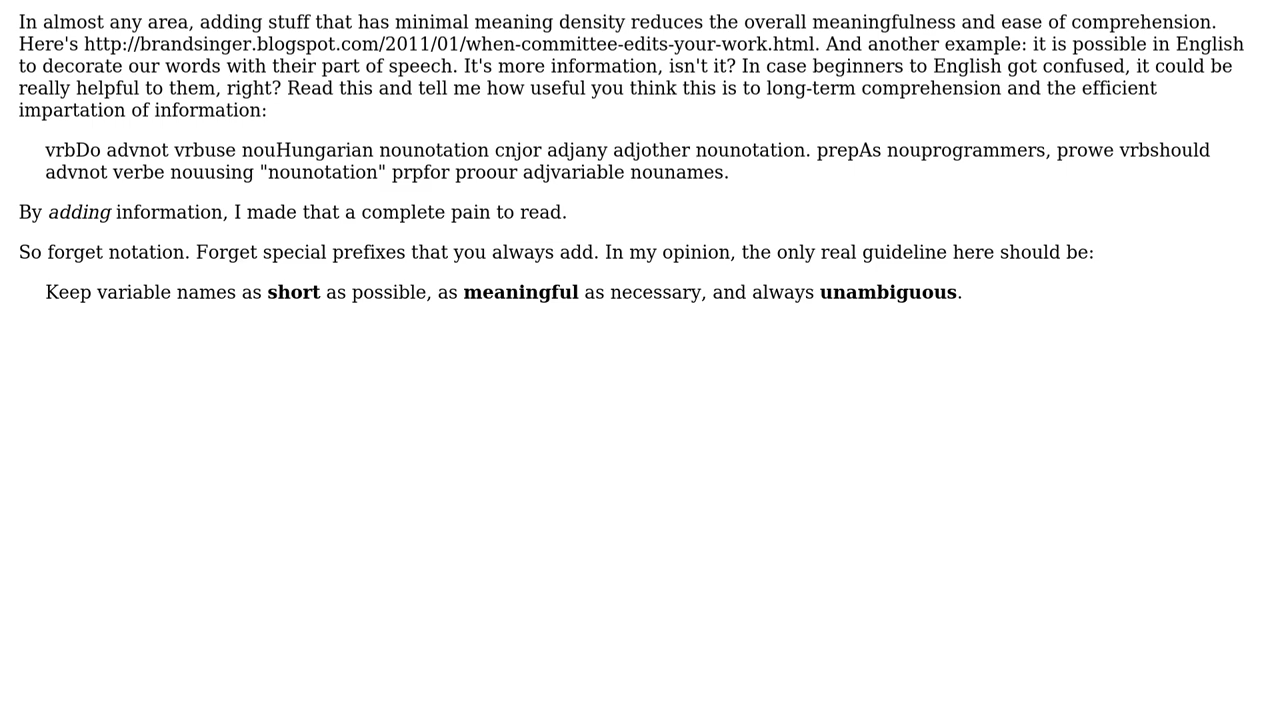 In almost any area, adding stuff that has minimal meaning density reduces the overall meaningfulness and ease of comprehension.
Here's http://brandsinger.blogspot.com/2011/01/when-committee-edits-your-work.html. And another example: it is possible in English
to decorate our words with their part of speech. It's more information, isn't it? In case beginners to English got confused, it could be
really helpful to them, right? Read this and tell me how useful you think this is to long-term comprehension and the efficient
impartation of information:
vrbDo advnot vrbuse nouHungarian nounotation cnjor adjany adjother nounotation. prepAs nouprogrammers, prowe vrbshould
advnot verbe nouusing "nounotation" prpfor proour adjvariable nounames.
By adding information, I made that a complete pain to read.
So forget notation. Forget special prefixes that you always add. In my opinion, the only real guideline here should be:
Keep variable names as short as possible, as meaningful as necessary, and always unambiguous.